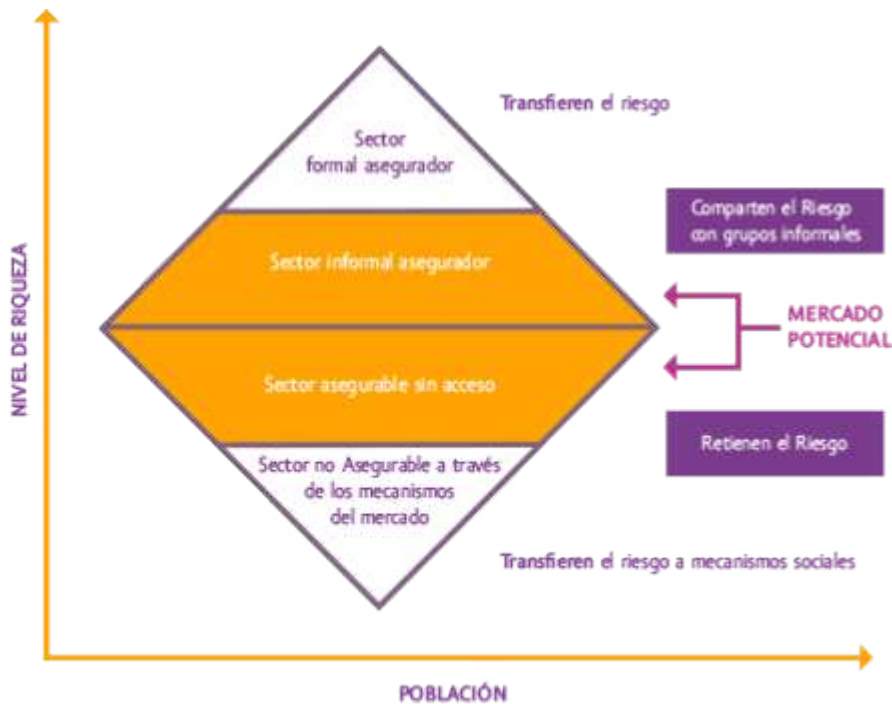 Transfieren el riesgo
Sector
formal asegurador
Comparten el Riesgo
con grupos informales
Sector informal asegurador
MERCADO
POTENCIAL
NIVEL DE RIQUEZA
Sector asegurable sin acceso
Retienen el Riesgo
Sector no Asegurable a través
de los mecanismos
del mercado
Transfieren el riesgo a mecanismos sociales
POBLACIÓN